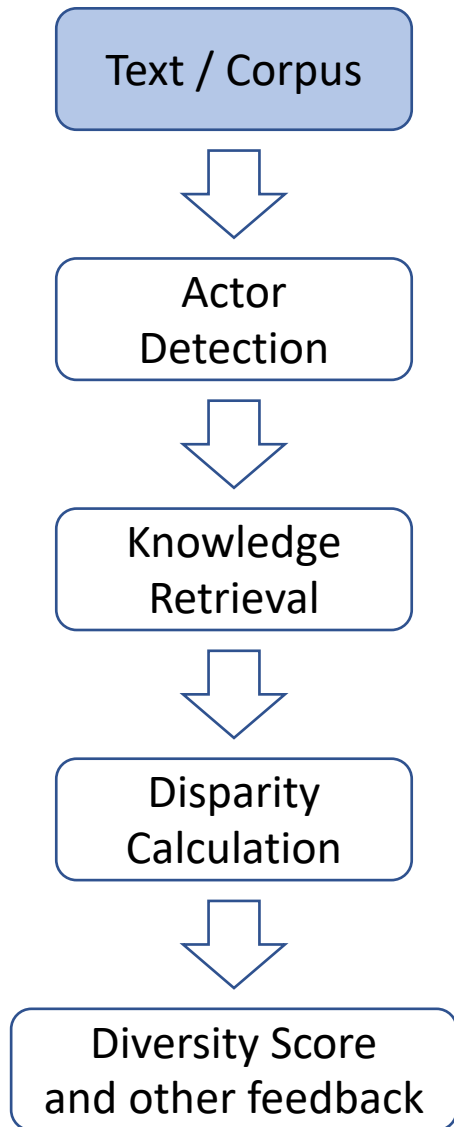 Text / Corpus
Actor
Detection
Knowledge
Retrieval
Disparity
Calculation
Diversity Score
and other feedback